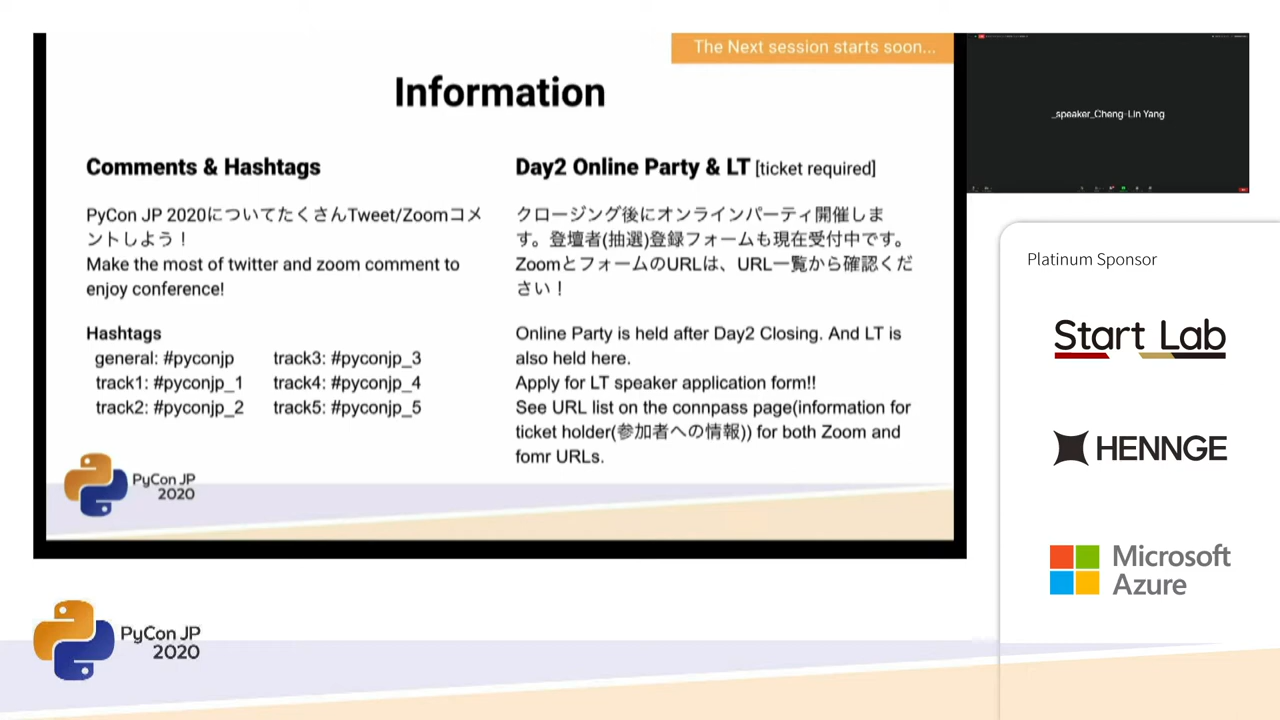 The Next session starts soon...
Information
Comments & Hashtags
PyCon JP 2020についてたくさんTweet/Zoomコメ
ントしよう！
Make the most of twitter and zoom comment to
enjoy conference!
Hashtags
general: #pyconjp
track1: #pyconjp_1
track2: #pyconjp_2
track3: #pyconjp_3
track4: #pyconjp_4
track5: #pyconjp_5
Day2 Online Party & LT [ticket required]
クロージング後にオンラインパーティ開催しま
す。登壇者(抽選)登録フォームも現在受付中です。
ZoomとフォームのURLは、URL一覧から確認くだ
さい！
Online Party is held after Day2 Closing. And LT is
also held here.
Apply for LT speaker application form!!
See URL list on the connpass page(information for
ticket holder(参加者への情報)) for both Zoom and
fomr URLs.
PyCon JP
2020
_speaker_Cheng-Lin Yang
Platinum Sponsor
Start Lab
HENNGE
Microsoft
Azure
PyCon JP
2020